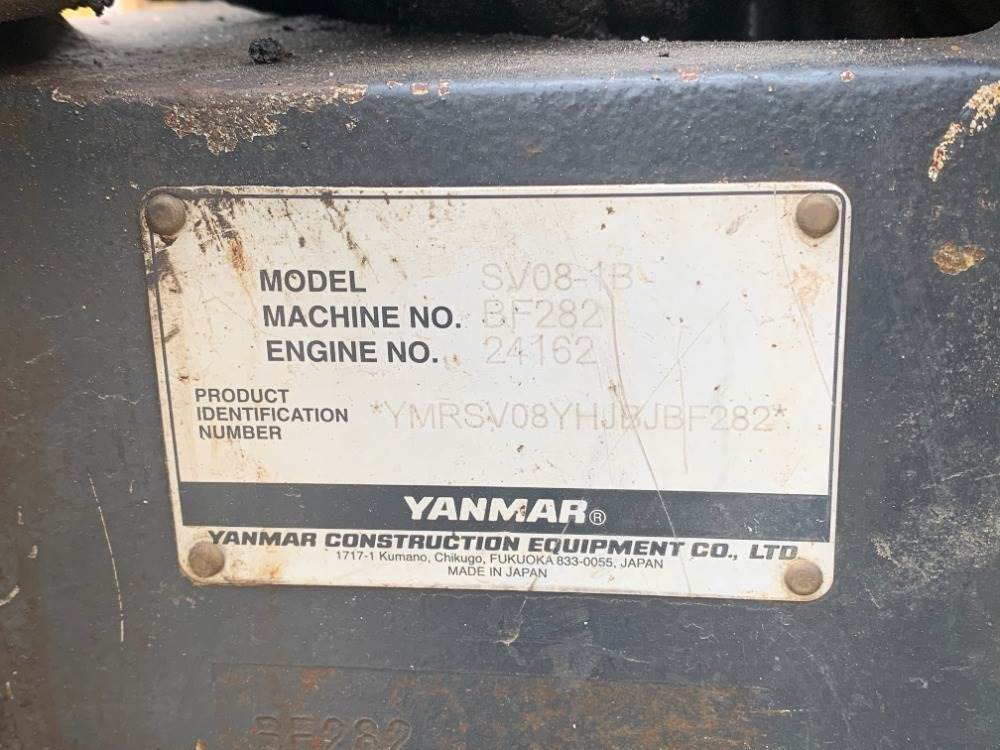 MODEL SV08-1B
MACHINE NO. BF282
ENGINE NO. 24162
PRODUCT
IDENTIFICATION
NUMBER
*YMRSV08YHJBJBF282*
YANMAR®
YANMAR CONSTRUCTION EQUIPMENT CO., LTD
1717-1 Kumano, Chikugo, FUKUOKA 833-0055, JAPAN
MADE IN JAPAN
BF282